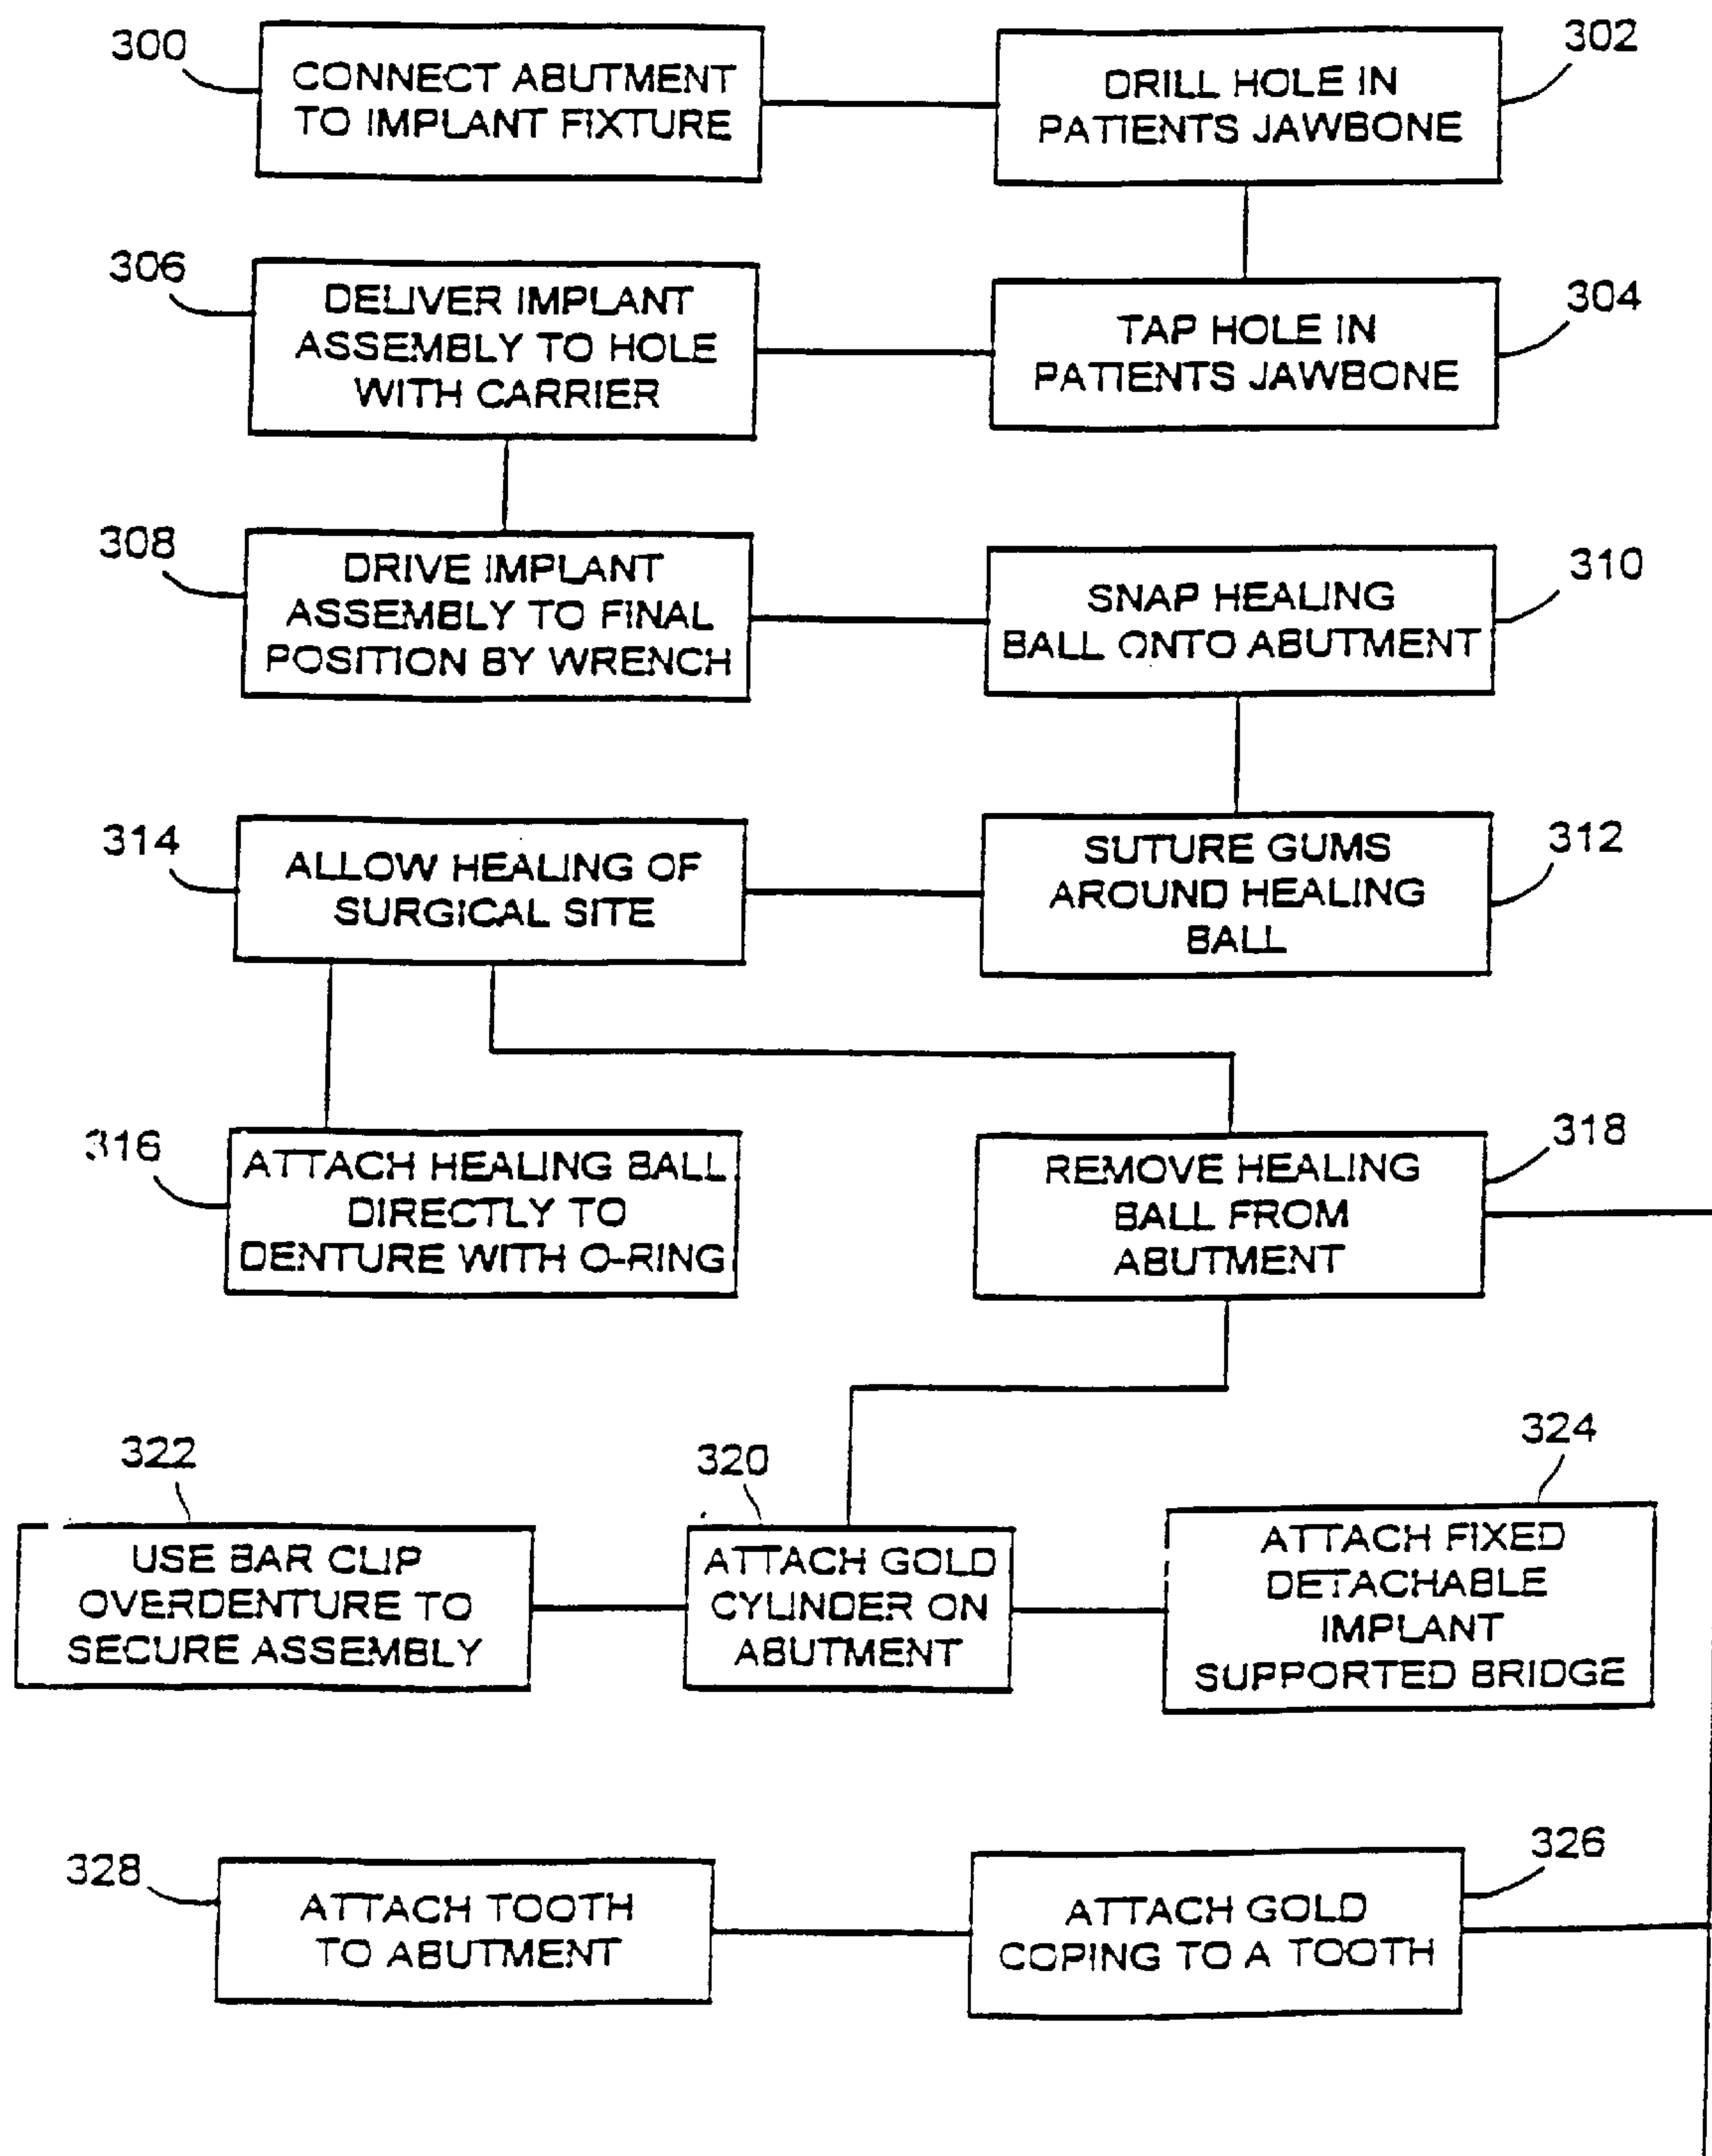 300
CONNECT ABUTMENT
TO IMPLANT FIXTURE
302
DRILL HOLE IN
PATIENTS JAWBONE
304
TAP HOLE IN
PATIENTS JAWBONE
306
DELIVER IMPLANT
ASSEMBLY TO HOLE
WITH CARRIER
308
DRIVE IMPLANT
ASSEMBLY TO FINAL
POSITION BY WRENCH
310
SNAP HEALING
BALL ONTO ABUTMENT
312
SUTURE GUMS
AROUND HEALING
BALL
314
ALLOW HEALING OF
SURGICAL SITE
316
ATTACH HEALING BALL
DIRECTLY TO
DENTURE WITH O-RING
318
REMOVE HEALING
BALL FROM
ABUTMENT
322
USE BAR CLIP
OVERDENTURE TO
SECURE ASSEMBLY
320
ATTACH GOLD
CYLINDER ON
ABUTMENT
324
ATTACH FIXED
DETACHABLE
IMPLANT
SUPPORTED BRIDGE
328
ATTACH TOOTH
TO ABUTMENT
326
ATTACH GOLD
COPING TO A TOOTH